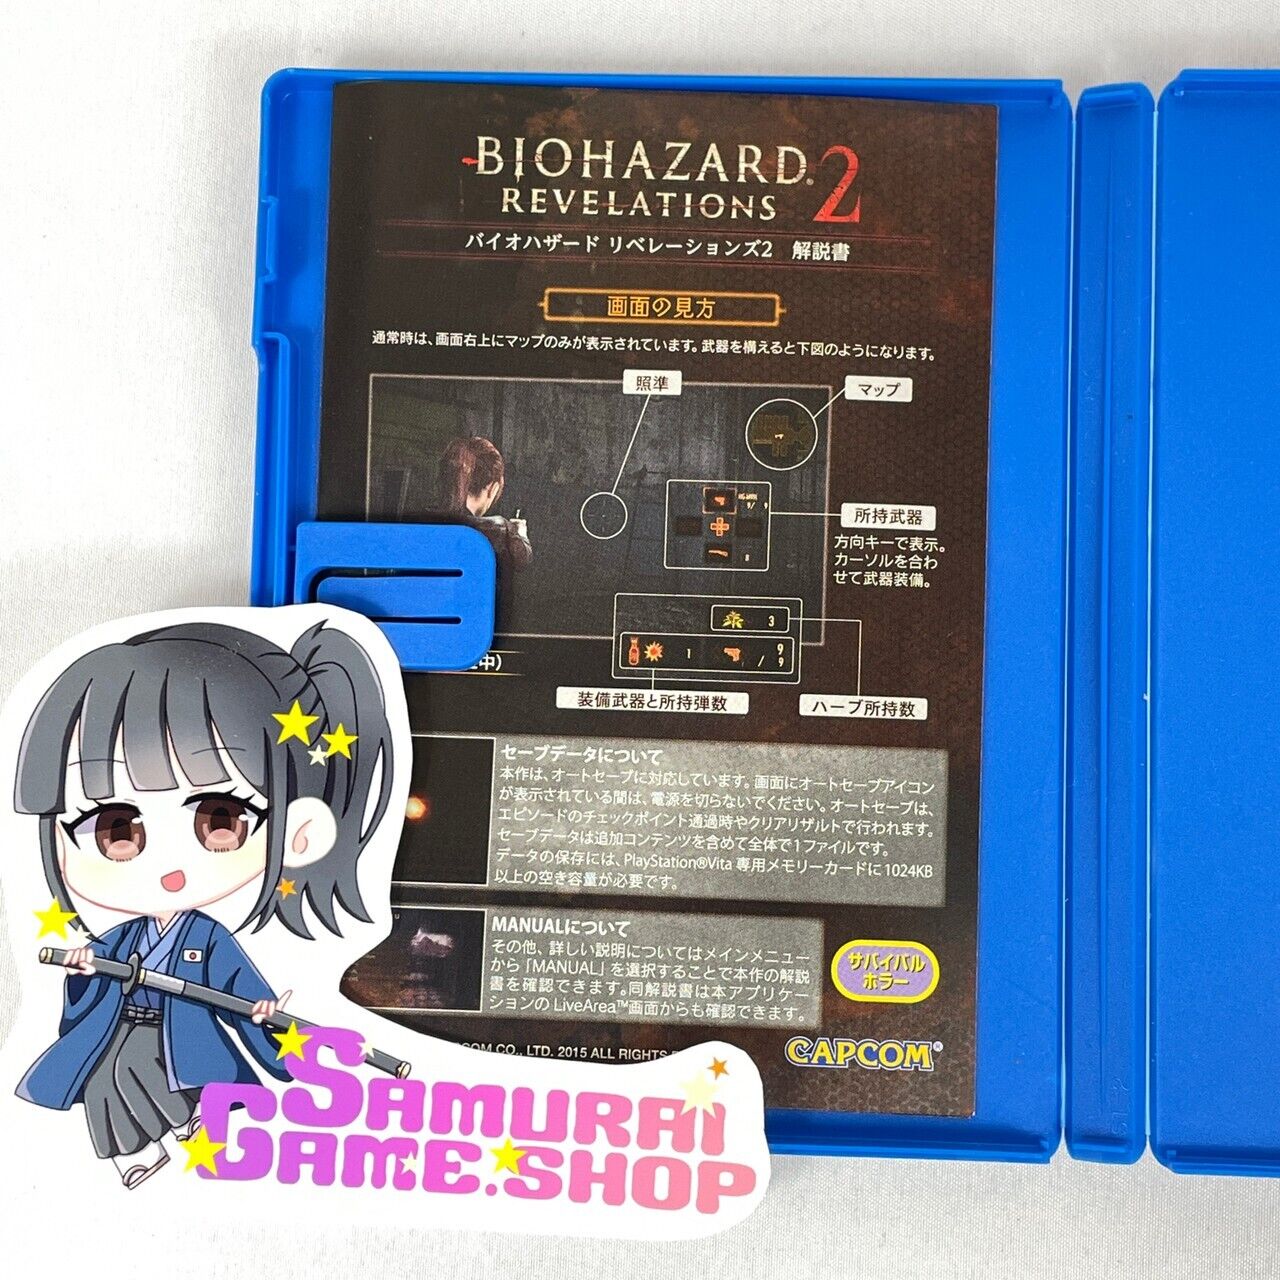 BIOHAZARD® 2
REVELATIONS
バイオハザード リベレーションズ2 解説書
画面の見方
通常時は、画面右上にマップのみが表示されています。武器を構えると下図のようになります。
照準
マップ
9/ 9
所持武器
方向キーで表示。
カーソルを合わ
せて武器装備。
8
3
1
9
/ 9
中)
装備武器と所持弾数
ハーブ所持数
セーブデータについて
本作は、オートセーブに対応しています。画面にオートセーブアイコン
が表示されている間は、電源を切らないでください。オートセーブは、
エピソードのチェックポイント通過時やクリアリザルトで行われます。
セーブデータは追加コンテンツを含めて全体で1ファイルです。
データの保存には、PlayStation®Vita 専用メモリーカードに1024KB
以上の空き容量が必要です。
MANUALについて
その他、詳しい説明についてはメインメニュー
から「MANUAL」を選択することで本作の解説
書を確認できます。同解説書は本アプリケー
ションの LiveArea™画面からも確認できます。
サバイバル
ホラー
COM CO., LTD. 2015 ALL RIGHTS
CAPCOM®
SAMURAI
GAME.SHOP